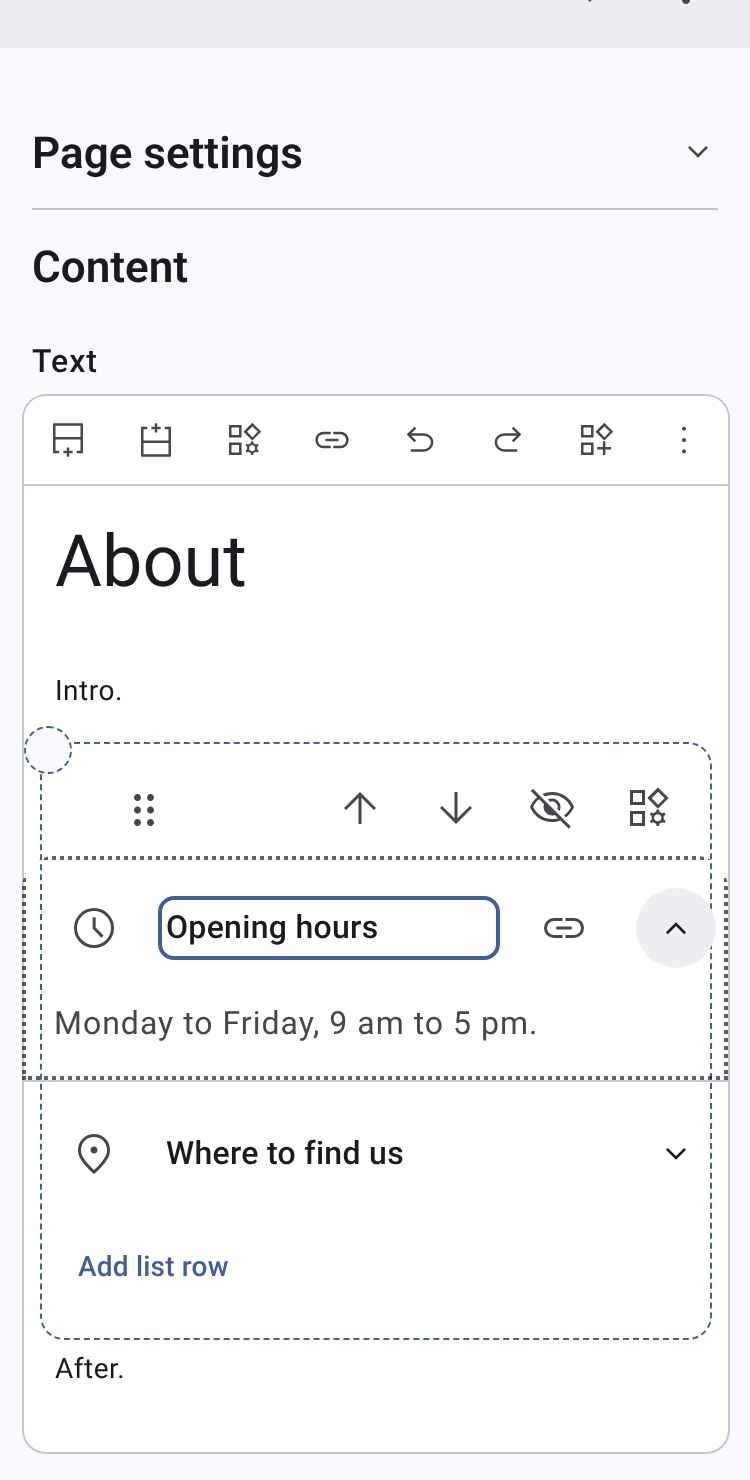 Page settings
Content
Text
About
Intro.
Opening hours
Monday to Friday, 9 am to 5 pm.
Where to find us
Add list row
After.